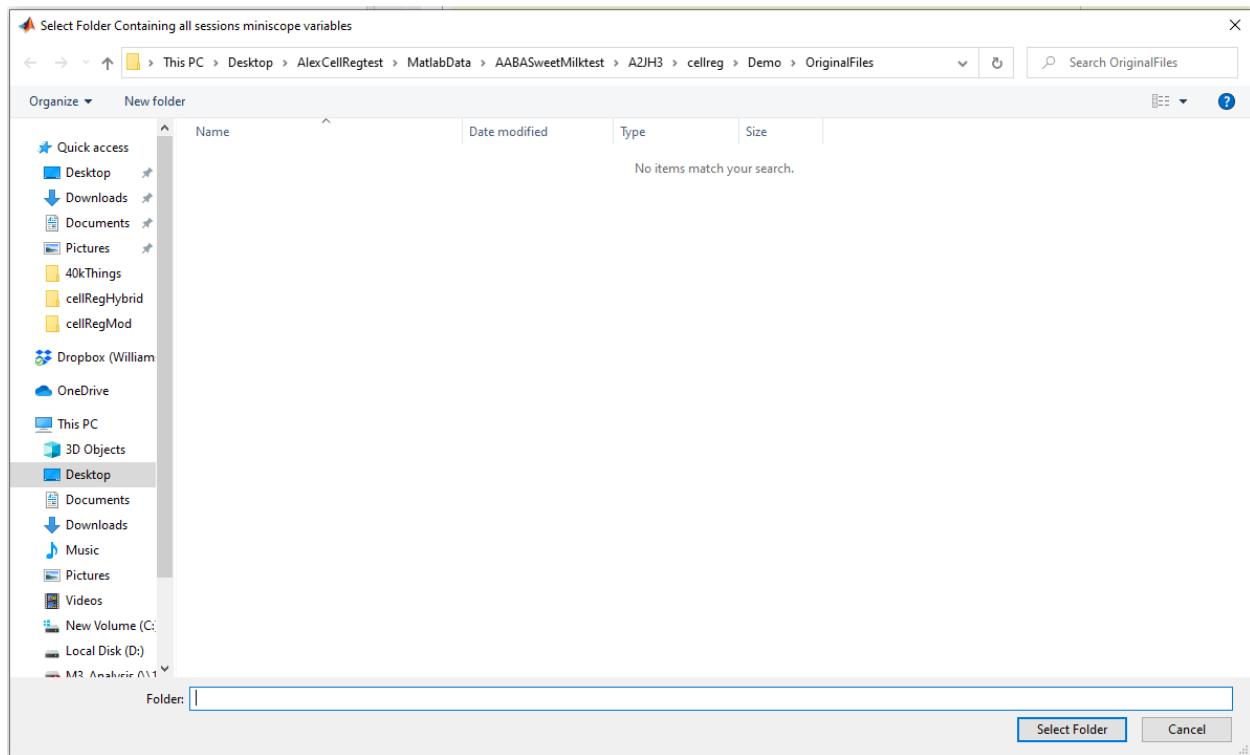 Select Folder Containing all sessions miniscope variables
This PC › Desktop › AlexCellRegtest › MatlabData › AABASweetMilktest › A2JH3 › cellreg › Demo › OriginalFiles
Search OriginalFiles
Organize New folder
?
Name Date modified Type Size
No items match your search.
Quick access
Desktop
Downloads
Documents
Pictures
40kThings
cellRegHybrid
cellRegMod
Dropbox (William
OneDrive
This PC
3D Objects
Desktop
Documents
Downloads
Music
Pictures
Videos
New Volume (C:
Local Disk (D:)
M3_Analysis (\\1
Folder:
Select Folder Cancel